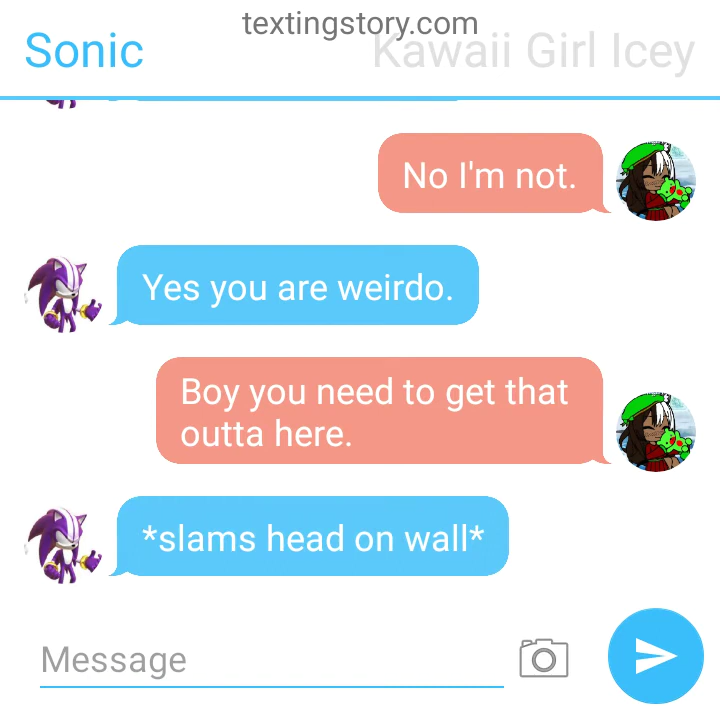 textingstory.com
Sonic
Kawaii Girl Icey
No I'm not.
Yes you are weirdo.
Boy you need to get that
outta here.
*slams head on wall*
Message